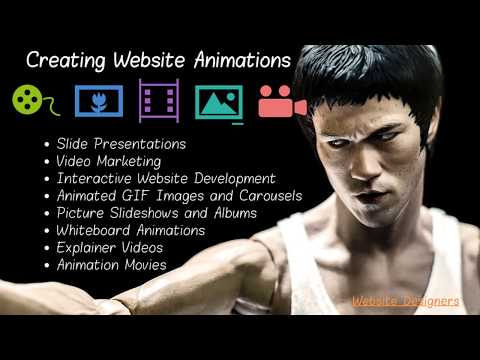 Creating Website Animations
• Slide Presentations
• Video Marketing
• Interactive Website Development
• Animated GIF Images and Carousels
• Picture Slideshows and Albums
• Whiteboard Animations
• Explainer Videos
• Animation Movies
Website Designers